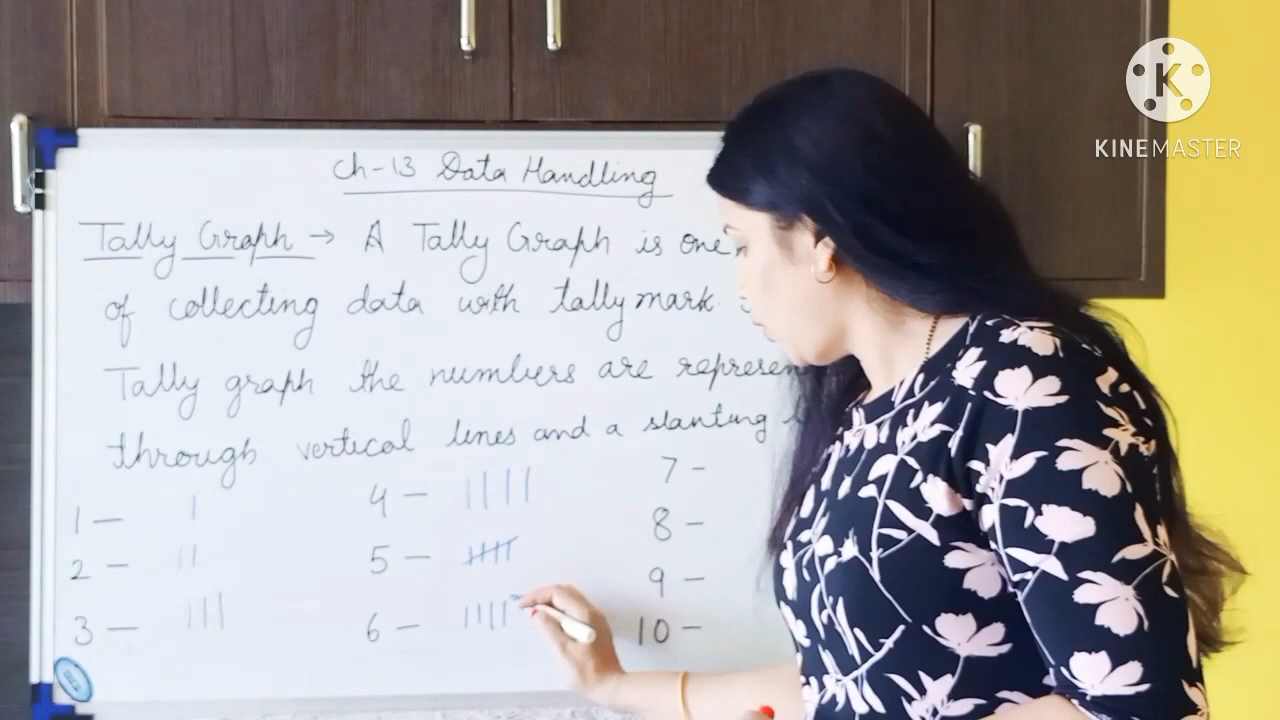 Ch-13 Data Handling
Tally Graph → A Tally Graph is one
of collecting data with tally mark.
Tally graph the numbers are
through vertical lines and a slanting
1 — |
2 — ||
3 — |||
4 — ||||
5 —
6 — ||||
7 –
8 –
9 –
10 –
KINEMASTER